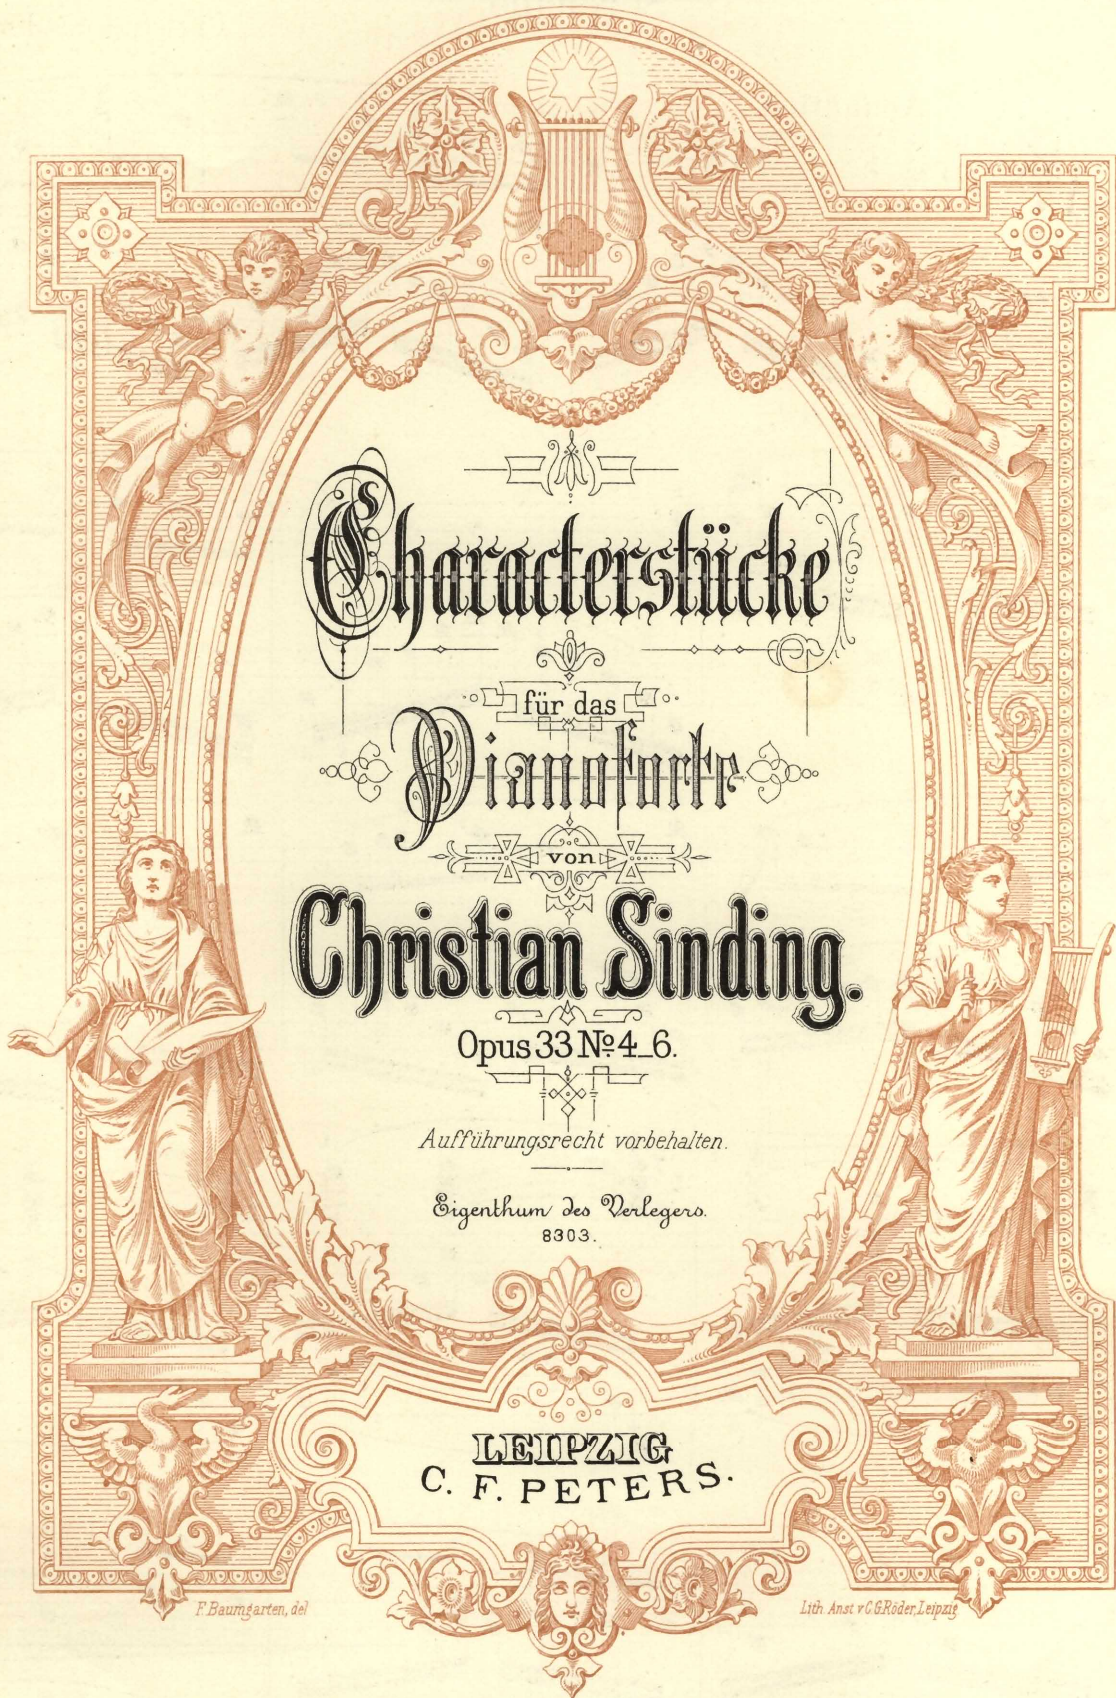 Characterstücke
für das
Pianoforte
von
Christian Sinding.
Opus 33 Nº 4_6.
Aufführungsrecht vorbehalten.
Eigenthum des Verlegers.
8303.
LEIPZIG
C. F. PETERS.
F. Baumgarten, del
Lith. Anst v C. G. Röder, Leipzig